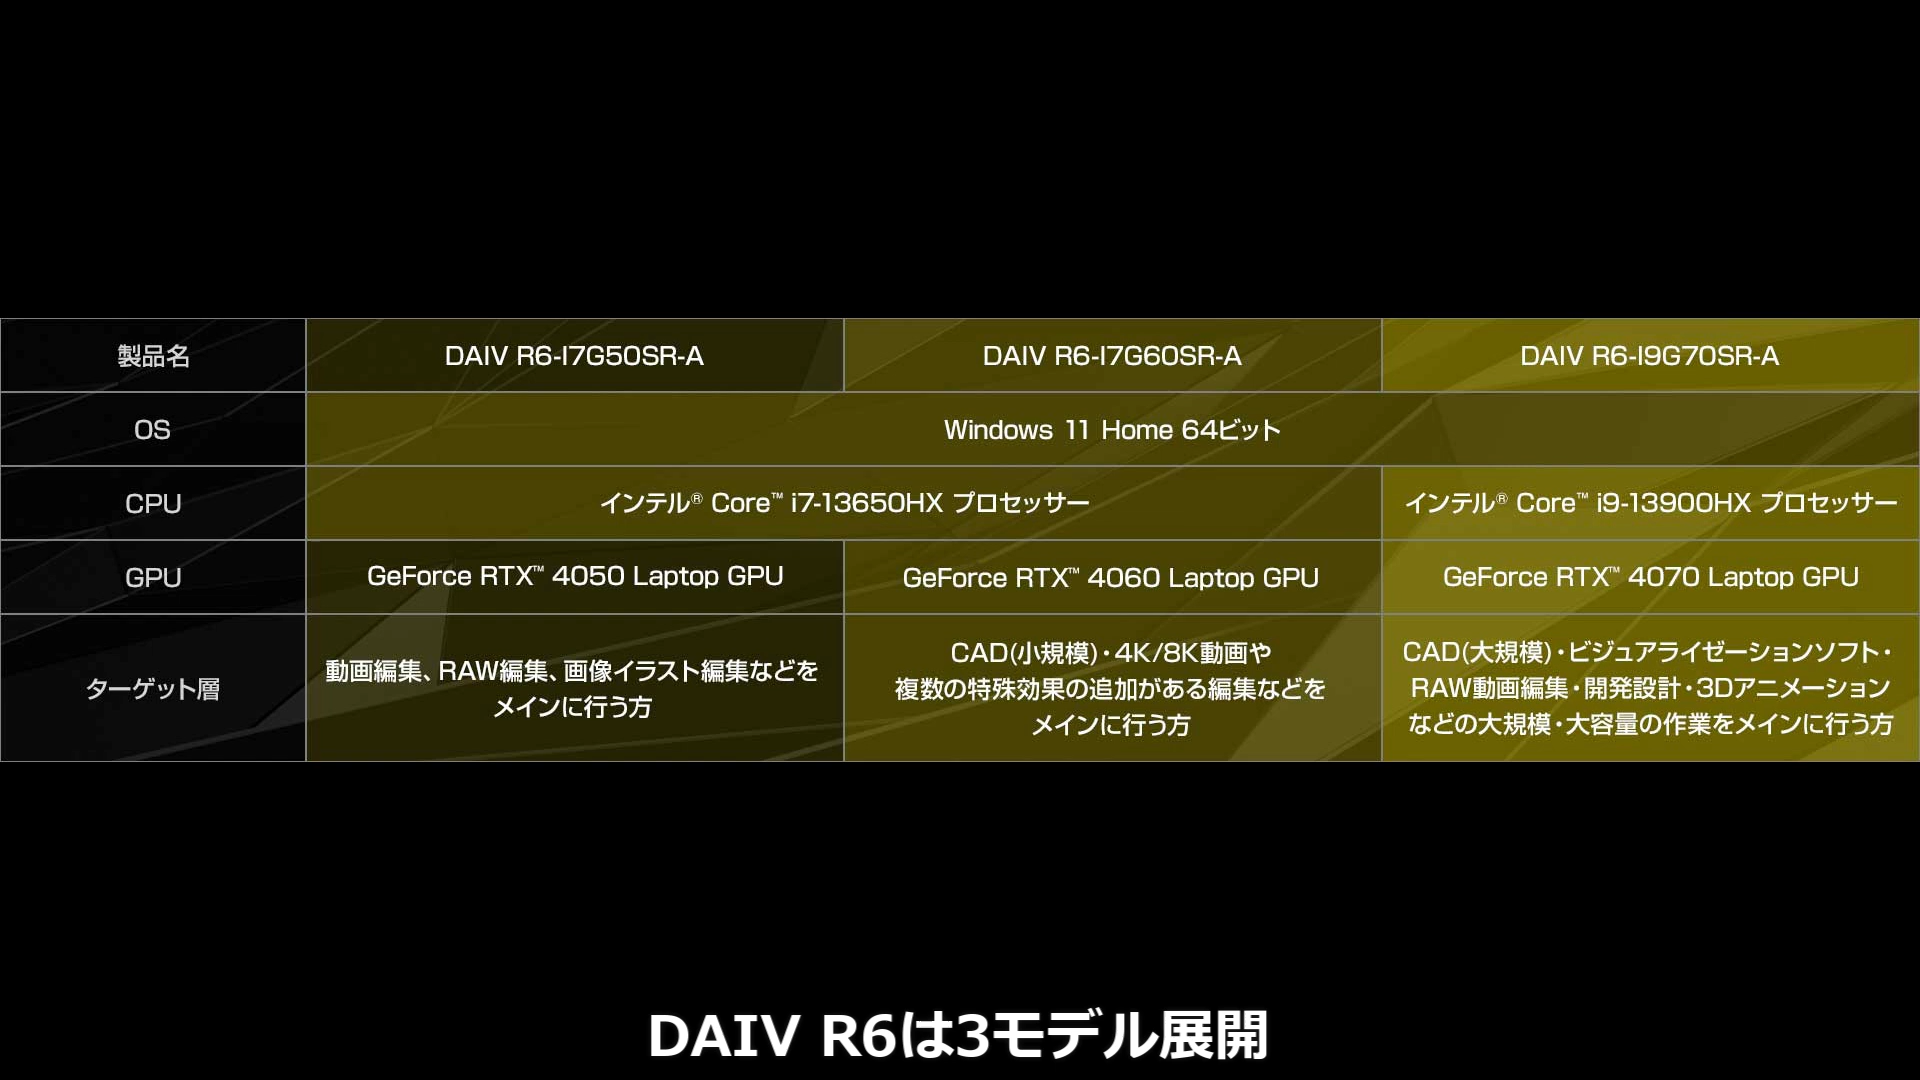 製品名 DAIV R6-I7G50SR-A DAIV R6-I7G60SR-A DAIV R6-I9G70SR-A
OS Windows 11 Home 64ビット
CPU インテル® Core™ i7-13650HX プロセッサー インテル® Core™ i9-13900HX プロセッサー
GPU GeForce RTX™ 4050 Laptop GPU GeForce RTX™ 4060 Laptop GPU GeForce RTX™ 4070 Laptop GPU
ターゲット層
動画編集、RAW編集、画像イラスト編集などを
メインに行う方
CAD(小規模)・4K/8K動画や
複数の特殊効果の追加がある編集などを
メインに行う方
CAD(大規模)・ビジュアライゼーションソフト・
RAW動画編集・開発設計・3Dアニメーション
などの大規模・大容量の作業をメインに行う方
DAIV R6は3モデル展開